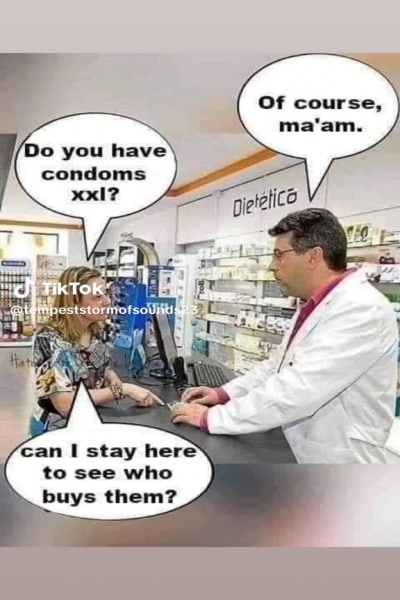 Of course,
ma'am.
Do you have
condoms
xxl?
Dietética
TikTok
@tempeststormofsounds23
can I stay here
to see who
buys them?